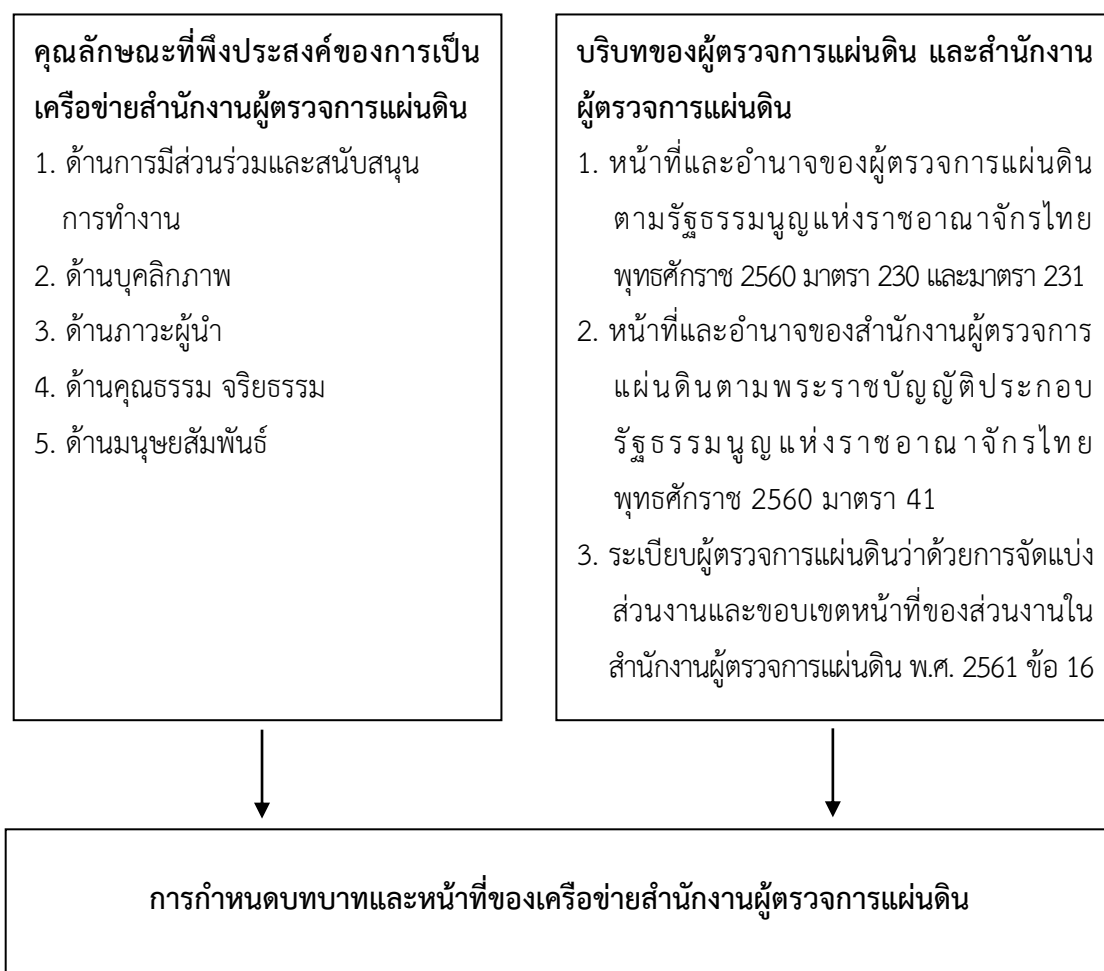 คุณลักษณะที่พึงประสงค์ของการเป็น
เครือข่ายสำนักงานผู้ตรวจการแผ่นดิน
1. ด้านการมีส่วนร่วมและสนับสนุน
การทำงาน
2. ด้านบุคลิกภาพ
3. ด้านภาวะผู้นำ
4. ด้านคุณธรรม จริยธรรม
5. ด้านมนุษยสัมพันธ์
บริบทของผู้ตรวจการแผ่นดิน และสำนักงาน
ผู้ตรวจการแผ่นดิน
1. หน้าที่และอำนาจของผู้ตรวจการแผ่นดิน
ตามรัฐธรรมนูญแห่งราชอาณาจักรไทย
พุทธศักราช 2560 มาตรา 230 และมาตรา 231
2. หน้าที่และอำนาจของสำนักงานผู้ตรวจการ
แผ่นดินตามพระราชบัญญัติประกอบ
รัฐธรรมนูญแห่งราชอาณาจักรไทย
พุทธศักราช 2560 มาตรา 41
3. ระเบียบผู้ตรวจการแผ่นดินว่าด้วยการจัดแบ่ง
ส่วนงานและขอบเขตหน้าที่ของส่วนงานใน
สำนักงานผู้ตรวจการแผ่นดิน พ.ศ. 2561 ข้อ 16
การกำหนดบทบาทและหน้าที่ของเครือข่ายสำนักงานผู้ตรวจการแผ่นดิน